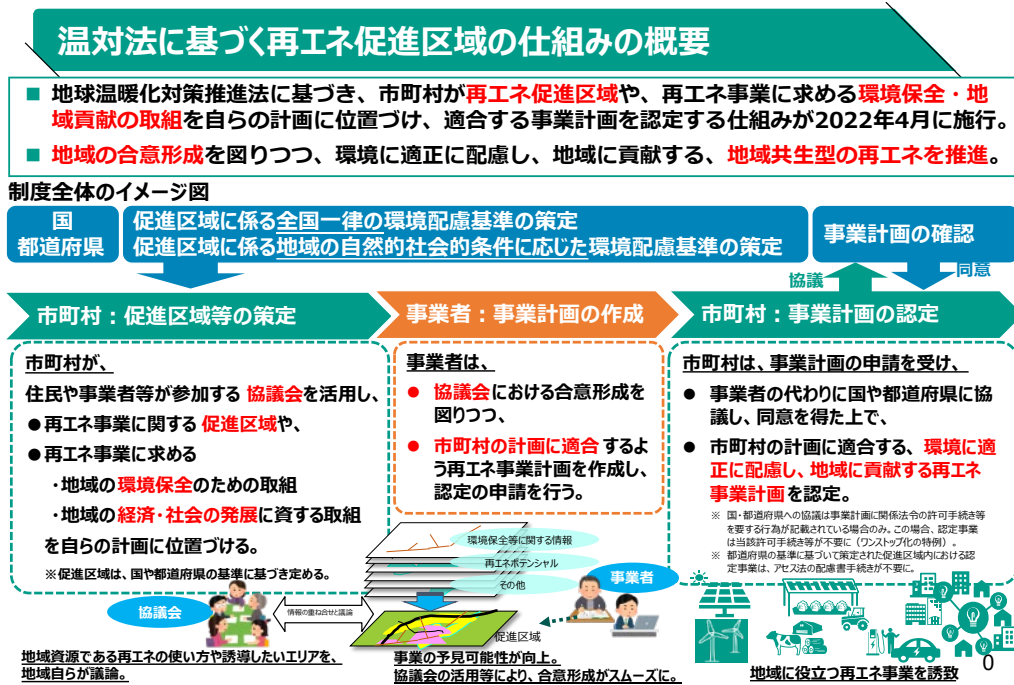 温対法に基づく再エネ促進区域の仕組みの概要
■ 地球温暖化対策推進法に基づき、市町村が再エネ促進区域や、再エネ事業に求める環境保全・地
域貢献の取組を自らの計画に位置づけ、適合する事業計画を認定する仕組みが2022年4月に施行。
■ 地域の合意形成を図りつつ、環境に適正に配慮し、地域に貢献する、地域共生型の再エネを推進。
制度全体のイメージ図
国
都道府県
促進区域に係る全国一律の環境配慮基準の策定
促進区域に係る地域の自然的社会的条件に応じた環境配慮基準の策定
事業計画の確認
協議
同意
市町村：促進区域等の策定
市町村が、
住民や事業者等が参加する 協議会を活用し、
●再エネ事業に関する 促進区域や、
●再エネ事業に求める
・地域の環境保全のための取組
・地域の経済・社会の発展に資する取組
を自らの計画に位置づける。
※促進区域は、国や都道府県の基準に基づき定める。
事業者：事業計画の作成
事業者は、
● 協議会における合意形成を
図りつつ、
● 市町村の計画に適合 するよ
う再エネ事業計画を作成し、
認定の申請を行う。
市町村：事業計画の認定
市町村は、事業計画の申請を受け、
● 事業者の代わりに国や都道府県に協
議し、同意を得た上で、
● 市町村の計画に適合する、環境に適
正に配慮し、地域に貢献する再エネ
事業計画 を認定。
※ 国・都道府県への協議は事業計画に関係法令の許可手続き等
を要する行為が記載されている場合のみ。この場合、認定事業
は当該許可手続き等が不要に（ワンストップ化の特例）。
※ 都道府県の基準に基づいて策定された促進区域内における認
定事業は、アセス法の配慮書手続きが不要に。
環境保全等に関する情報
再エネポテンシャル
その他
協議会
情報の重ね合せと議論
事業者
促進区域
地域資源である再エネの使い方や誘導したいエリアを、
地域自らが議論。
事業の予見可能性が向上。
協議会の活用等により、合意形成がスムーズに。
地域に役立つ再エネ事業を誘致
0